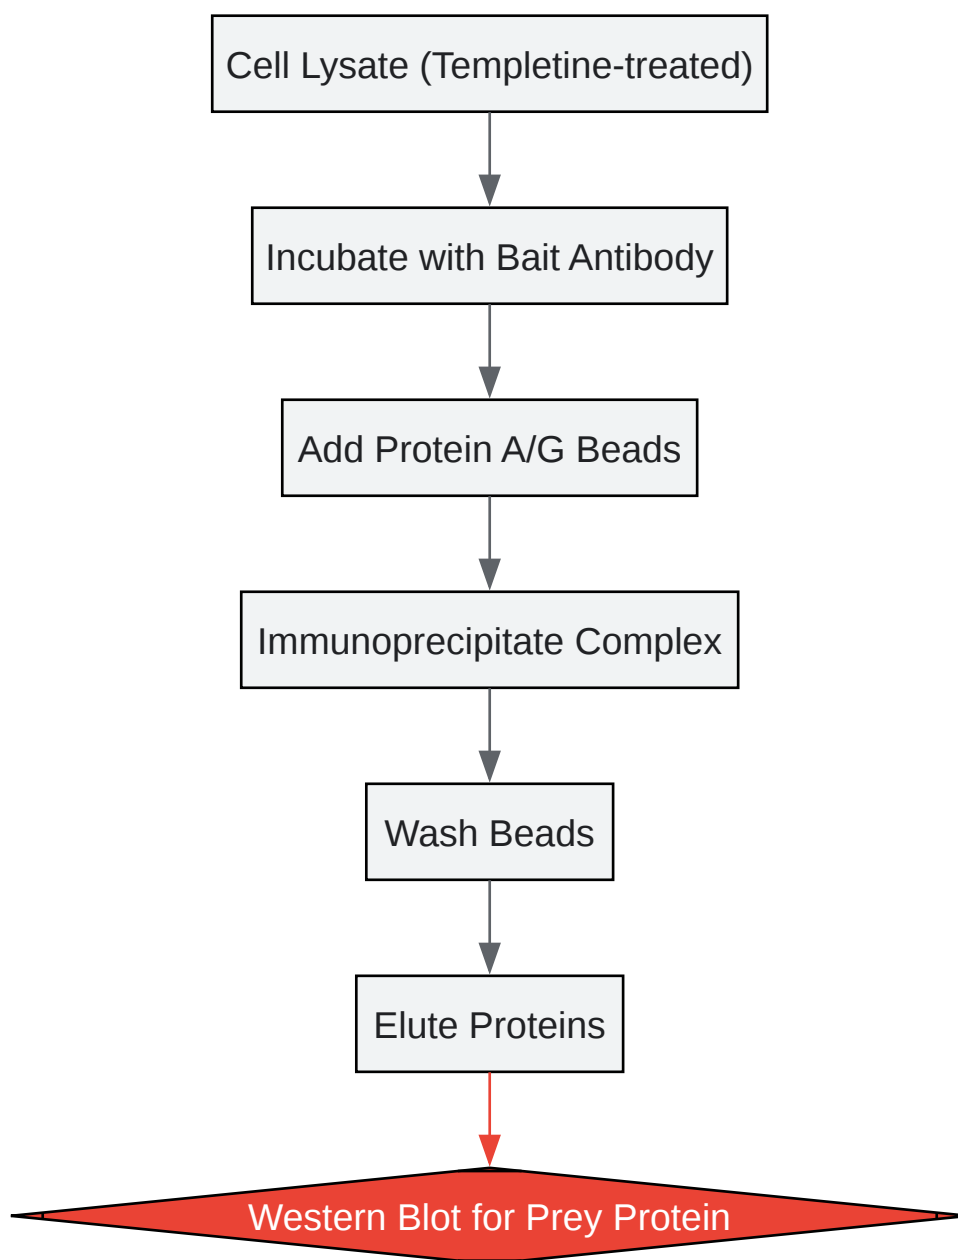 Cell Lysate (Templetine-treated)
Incubate with Bait Antibody
Add Protein A/G Beads
Immunoprecipitate Complex
Wash Beads
Elute Proteins
Western Blot for Prey Protein